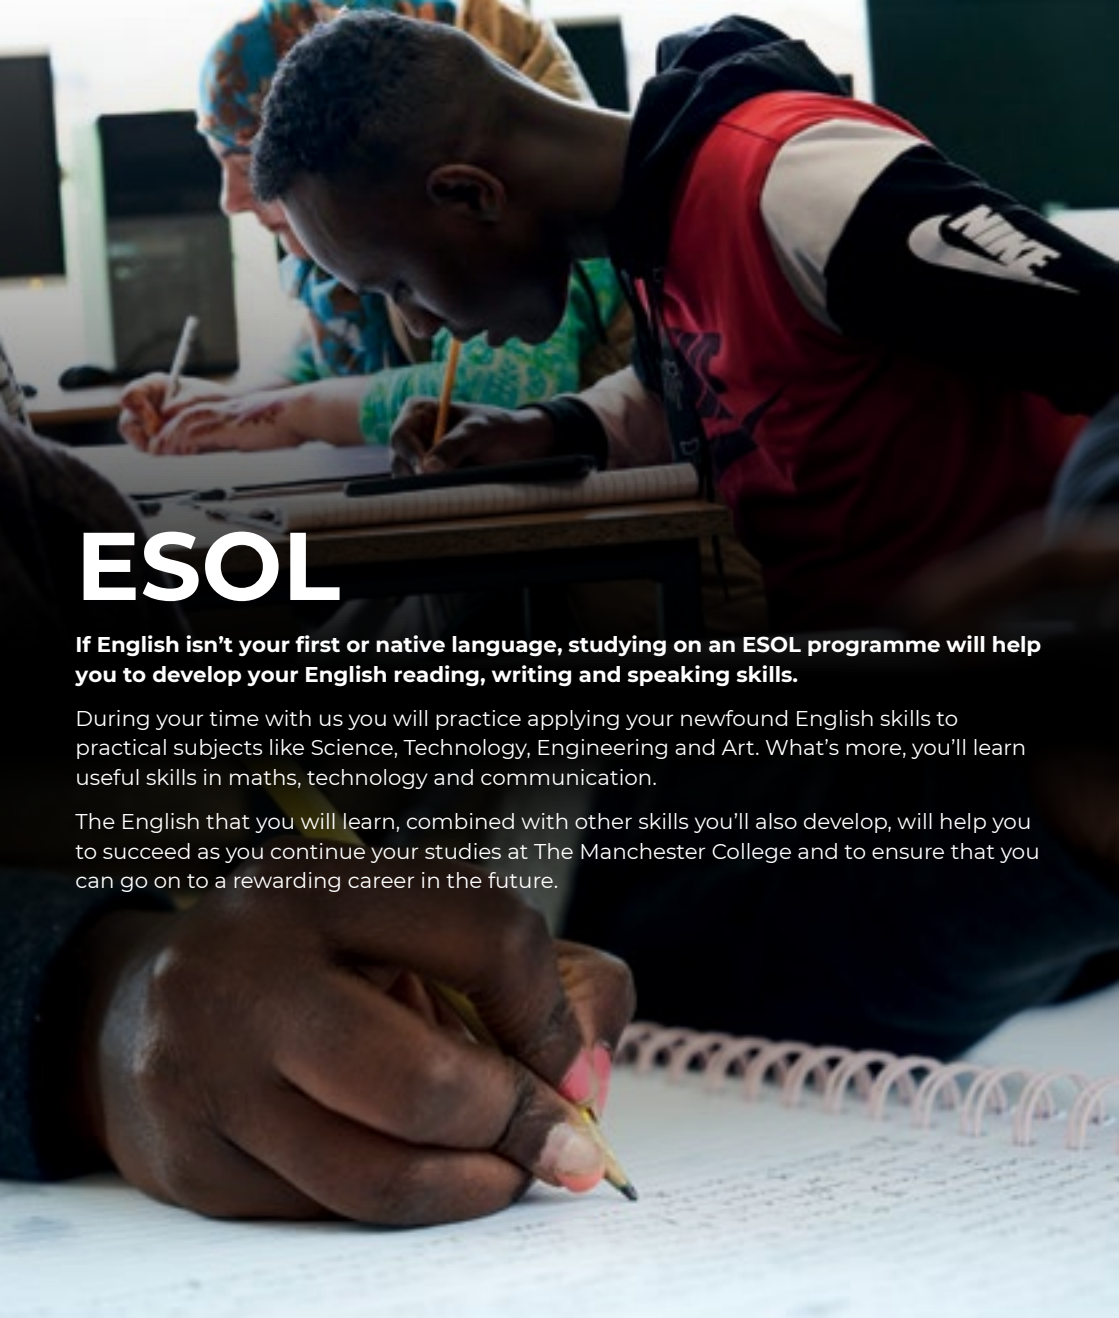 NIKE
ESOL
If English isn’t your first or native language, studying on an ESOL programme will help
you to develop your English reading, writing and speaking skills.
During your time with us you will practice applying your newfound English skills to
practical subjects like Science, Technology, Engineering and Art. What’s more, you’ll learn
useful skills in maths, technology and communication.
The English that you will learn, combined with other skills you’ll also develop, will help you
to succeed as you continue your studies at The Manchester College and to ensure that you
can go on to a rewarding career in the future.